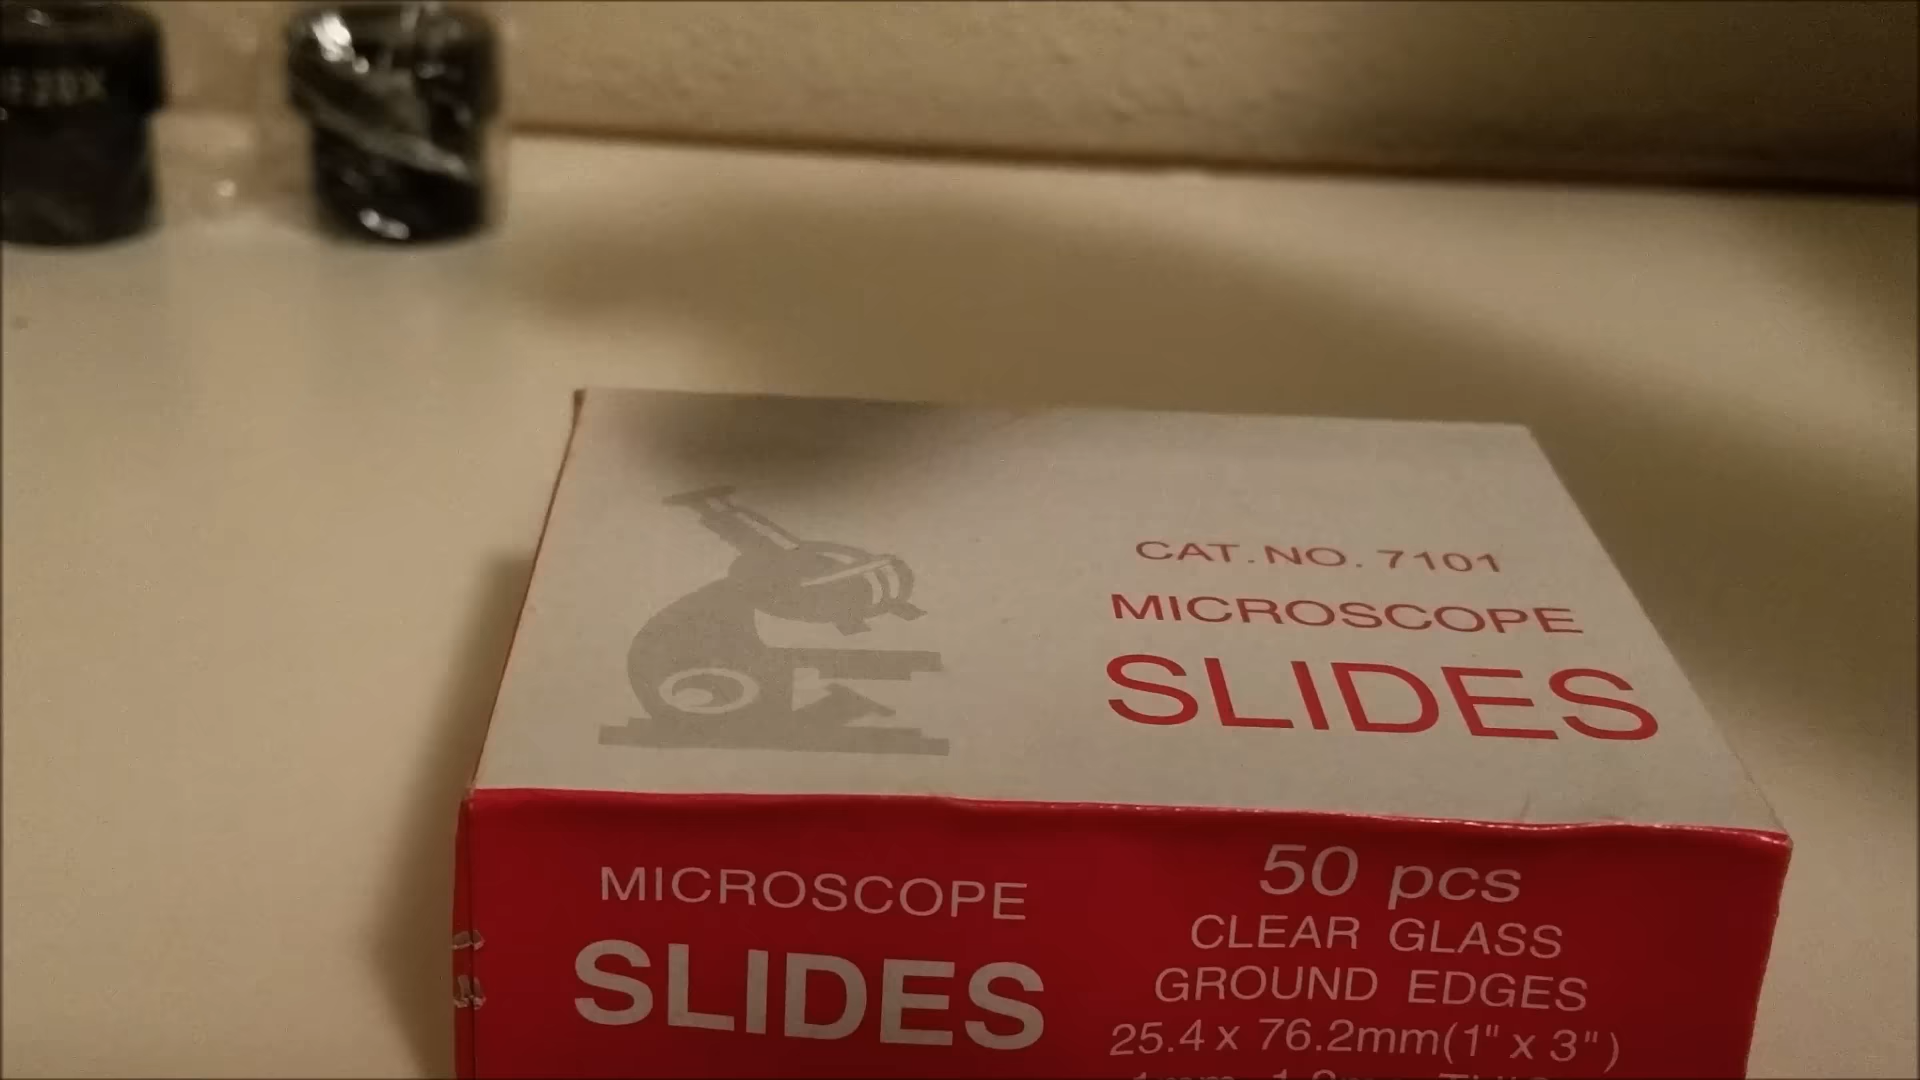 20X
CAT.NO. 7101
MICROSCOPE
SLIDES
MICROSCOPE
SLIDES
50 pcs
CLEAR GLASS
GROUND EDGES
25.4 x 76.2mm(1" x 3")